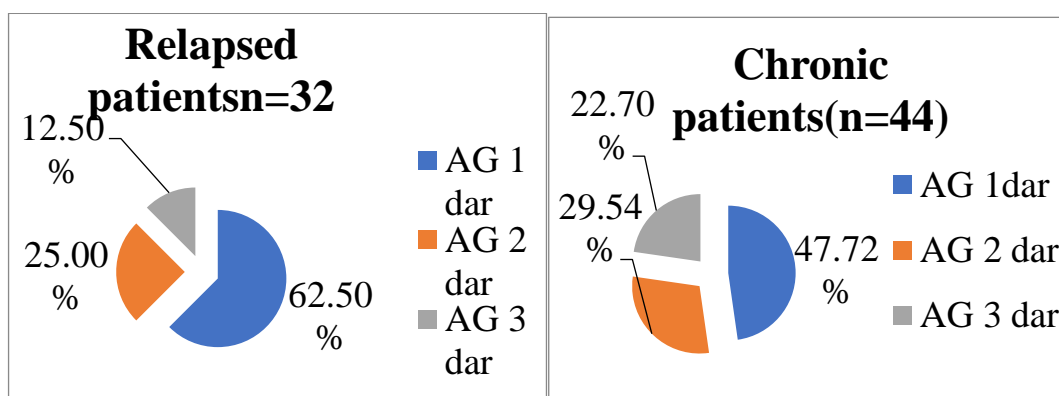 Relapsed
patientsn=32
12.50
%
25.00
%
62.50
%
AG 1
dar
AG 2
dar
AG 3
dar
Chronic
patients(n=44)
22.70
%
29.54
%
47.72
%
AG 1dar
AG 2 dar
AG 3 dar